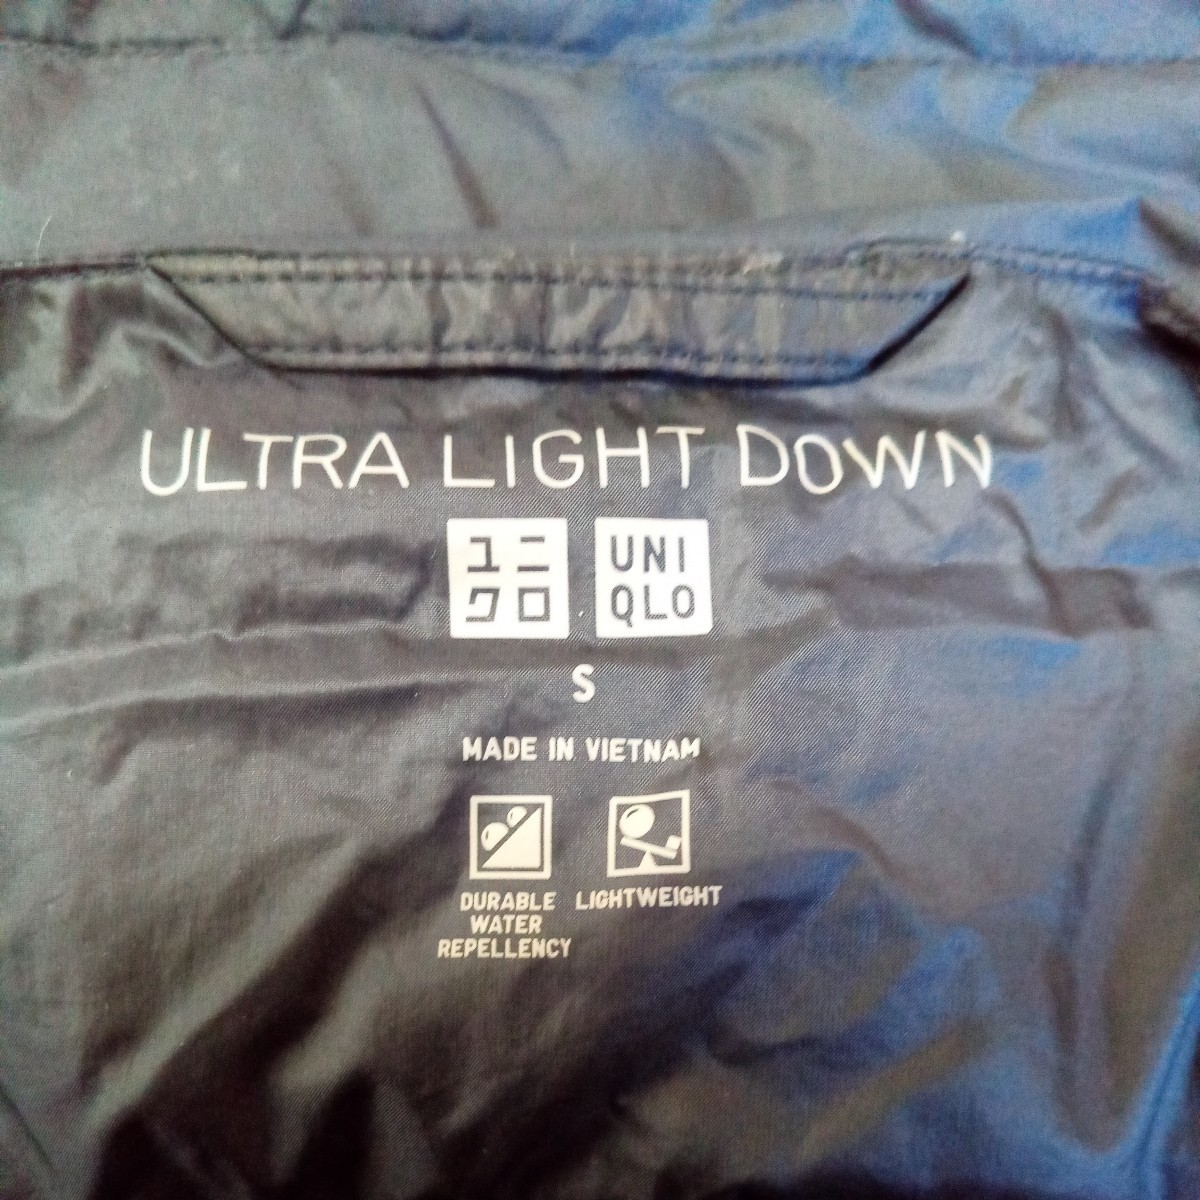 ULTRA LIGHT DOWN
ユニ
クロ
UNI
QLO
S
MADE IN VIETNAM
DURABLE
WATER
REPELLENCY
LIGHTWEIGHT